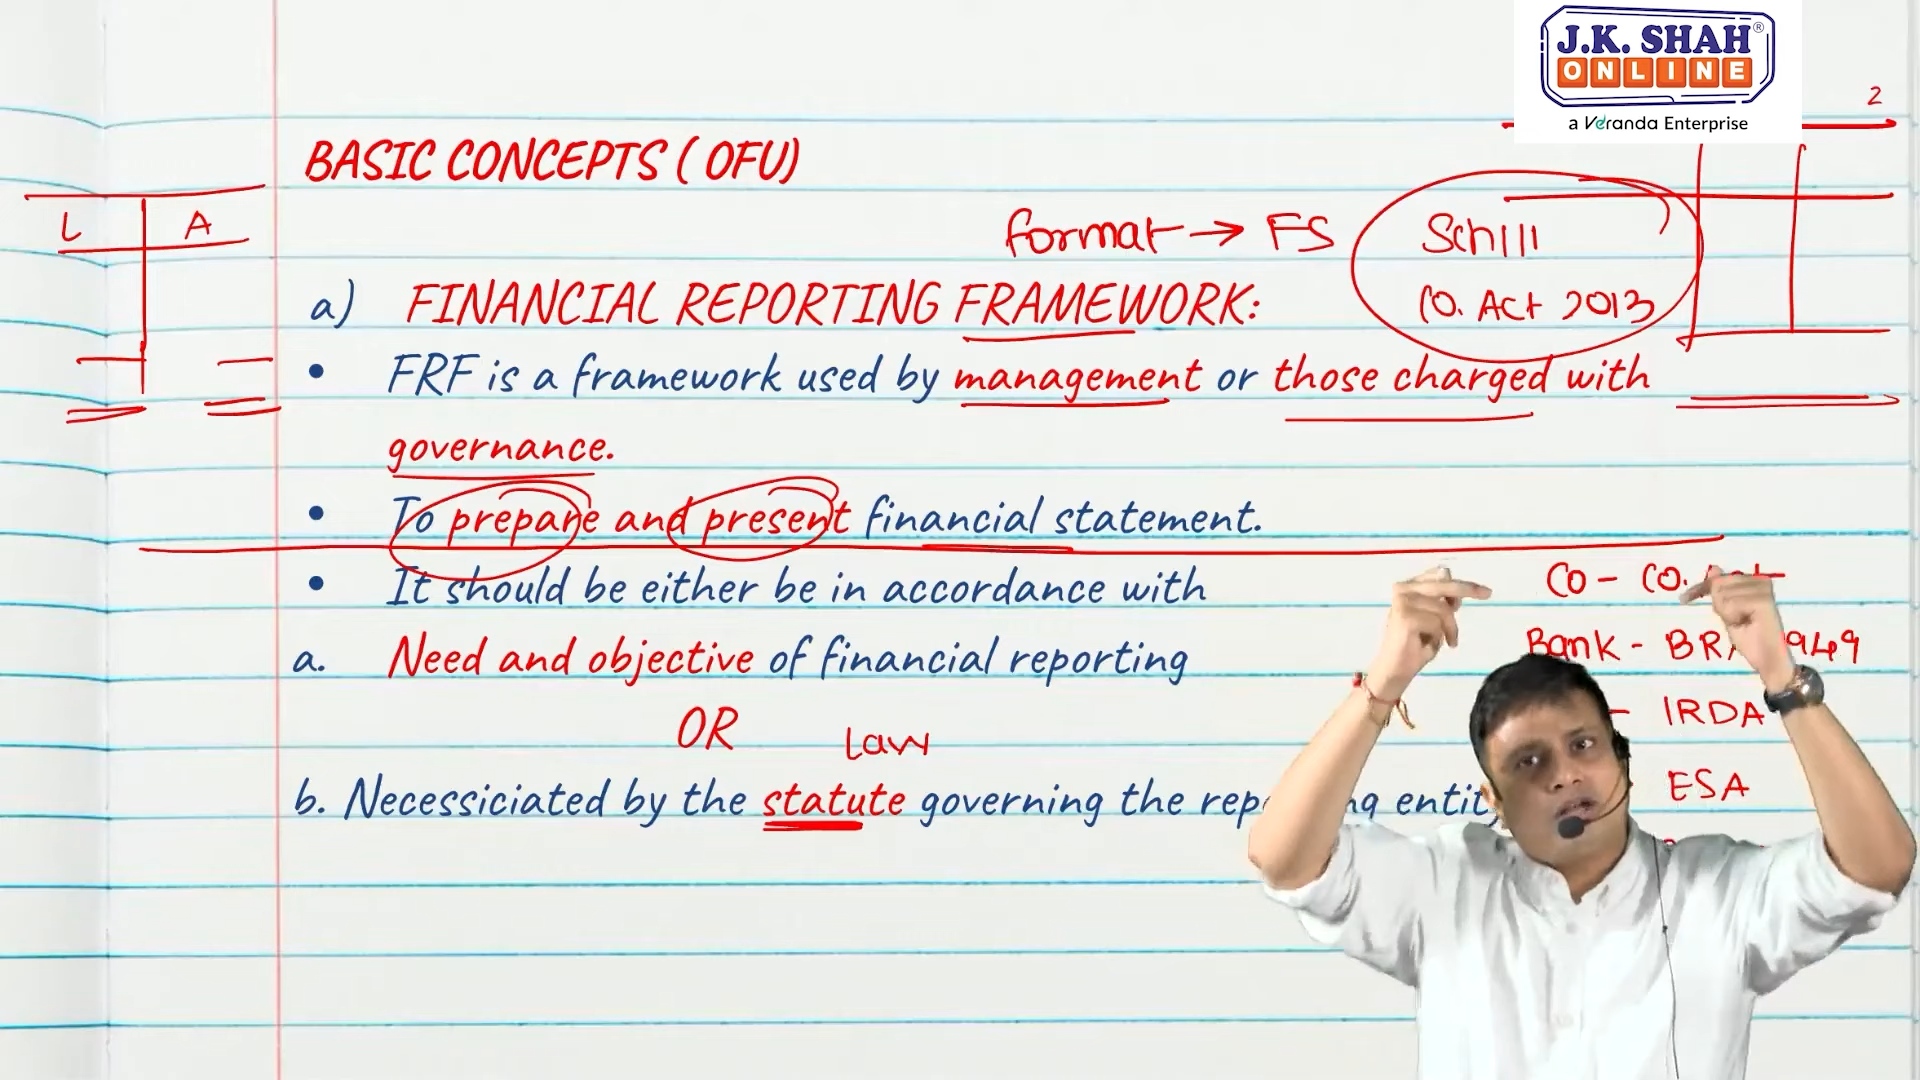 J.K. SHAH®
ONLINE
a Veranda Enterprise
2
BASIC CONCEPTS ( OFU)
L A
format → FS
Sch III
CO. Act 2013
a) FINANCIAL REPORTING FRAMEWORK:
• FRF is a framework used by management or those charged with
governance.
• To prepare and present financial statement.
• It should be either be in accordance with
CO - CO.
a. Need and objective of financial reporting
Bank -
- IRDA
OR
Law
ESA
b. Necessiciated by the statute governing the